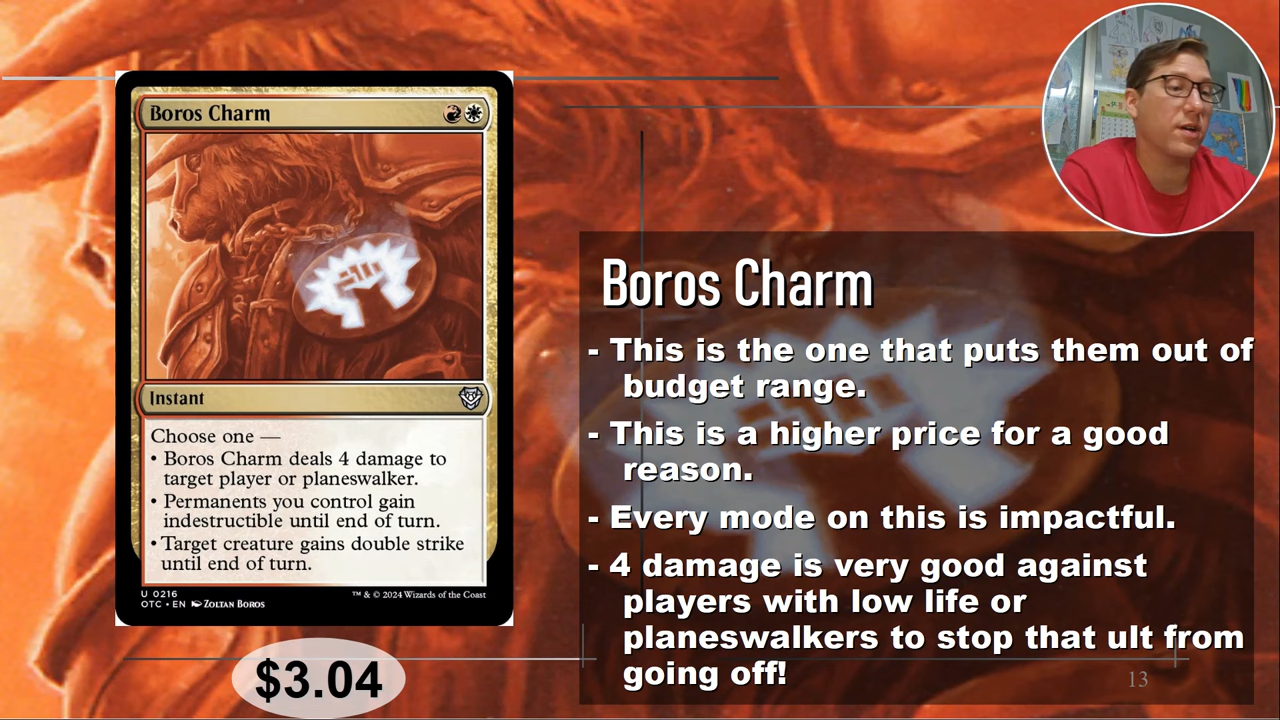 Boros Charm
Instant
Choose one —
• Boros Charm deals 4 damage to
target player or planeswalker.
• Permanents you control gain
indestructible until end of turn.
• Target creature gains double strike
until end of turn.
U 0216
OTC • EN Zoltan Boros
™ & © 2024 Wizards of the Coast
$3.04
Boros Charm
- This is the one that puts them out of
budget range.
- This is a higher price for a good
reason.
- Every mode on this is impactful.
- 4 damage is very good against
players with low life or
planeswalkers to stop that ult from
going off!
13